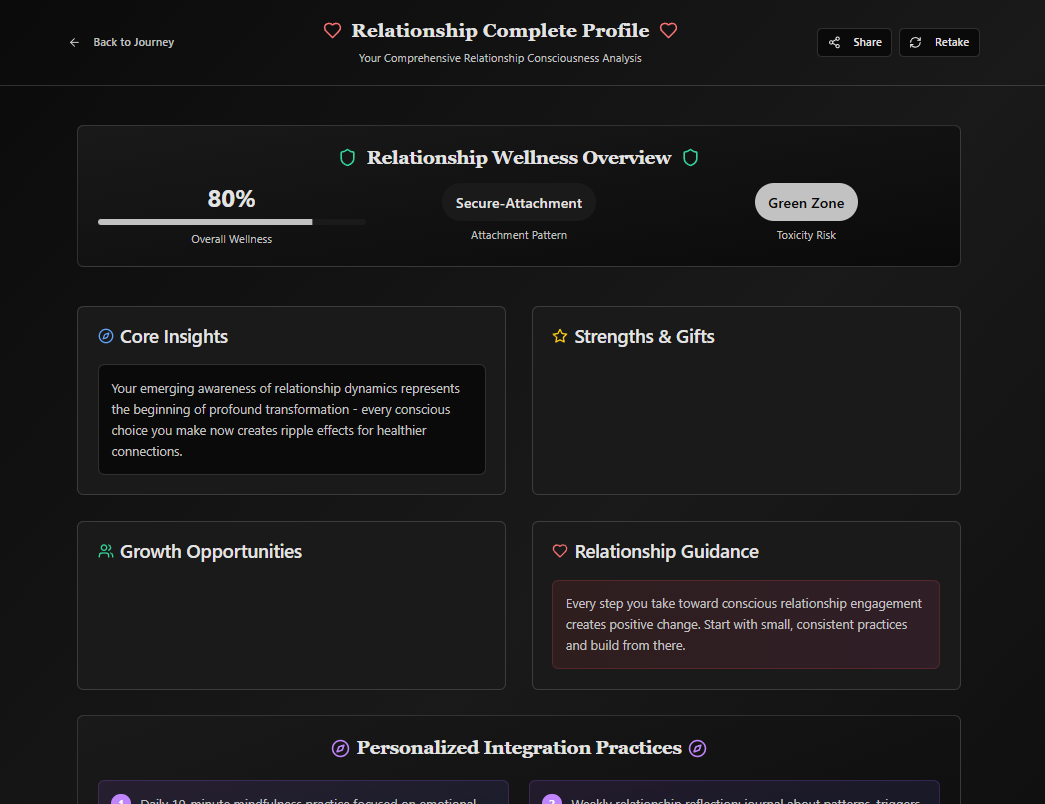 Back to Journey
Relationship Complete Profile
Your Comprehensive Relationship Consciousness Analysis
Share
Retake
Relationship Wellness Overview
80%
Overall Wellness
Secure-Attachment
Attachment Pattern
Green Zone
Toxicity Risk
Core Insights
Your emerging awareness of relationship dynamics represents
the beginning of profound transformation - every conscious
choice you make now creates ripple effects for healthier
connections.
Strengths & Gifts
Growth Opportunities
Relationship Guidance
Every step you take toward conscious relationship engagement
creates positive change. Start with small, consistent practices
and build from there.
Personalized Integration Practices
1 Daily 10-minute mindfulness practice focused on emotional
2 Weekly relationship reflection: journal about patterns, triggers,